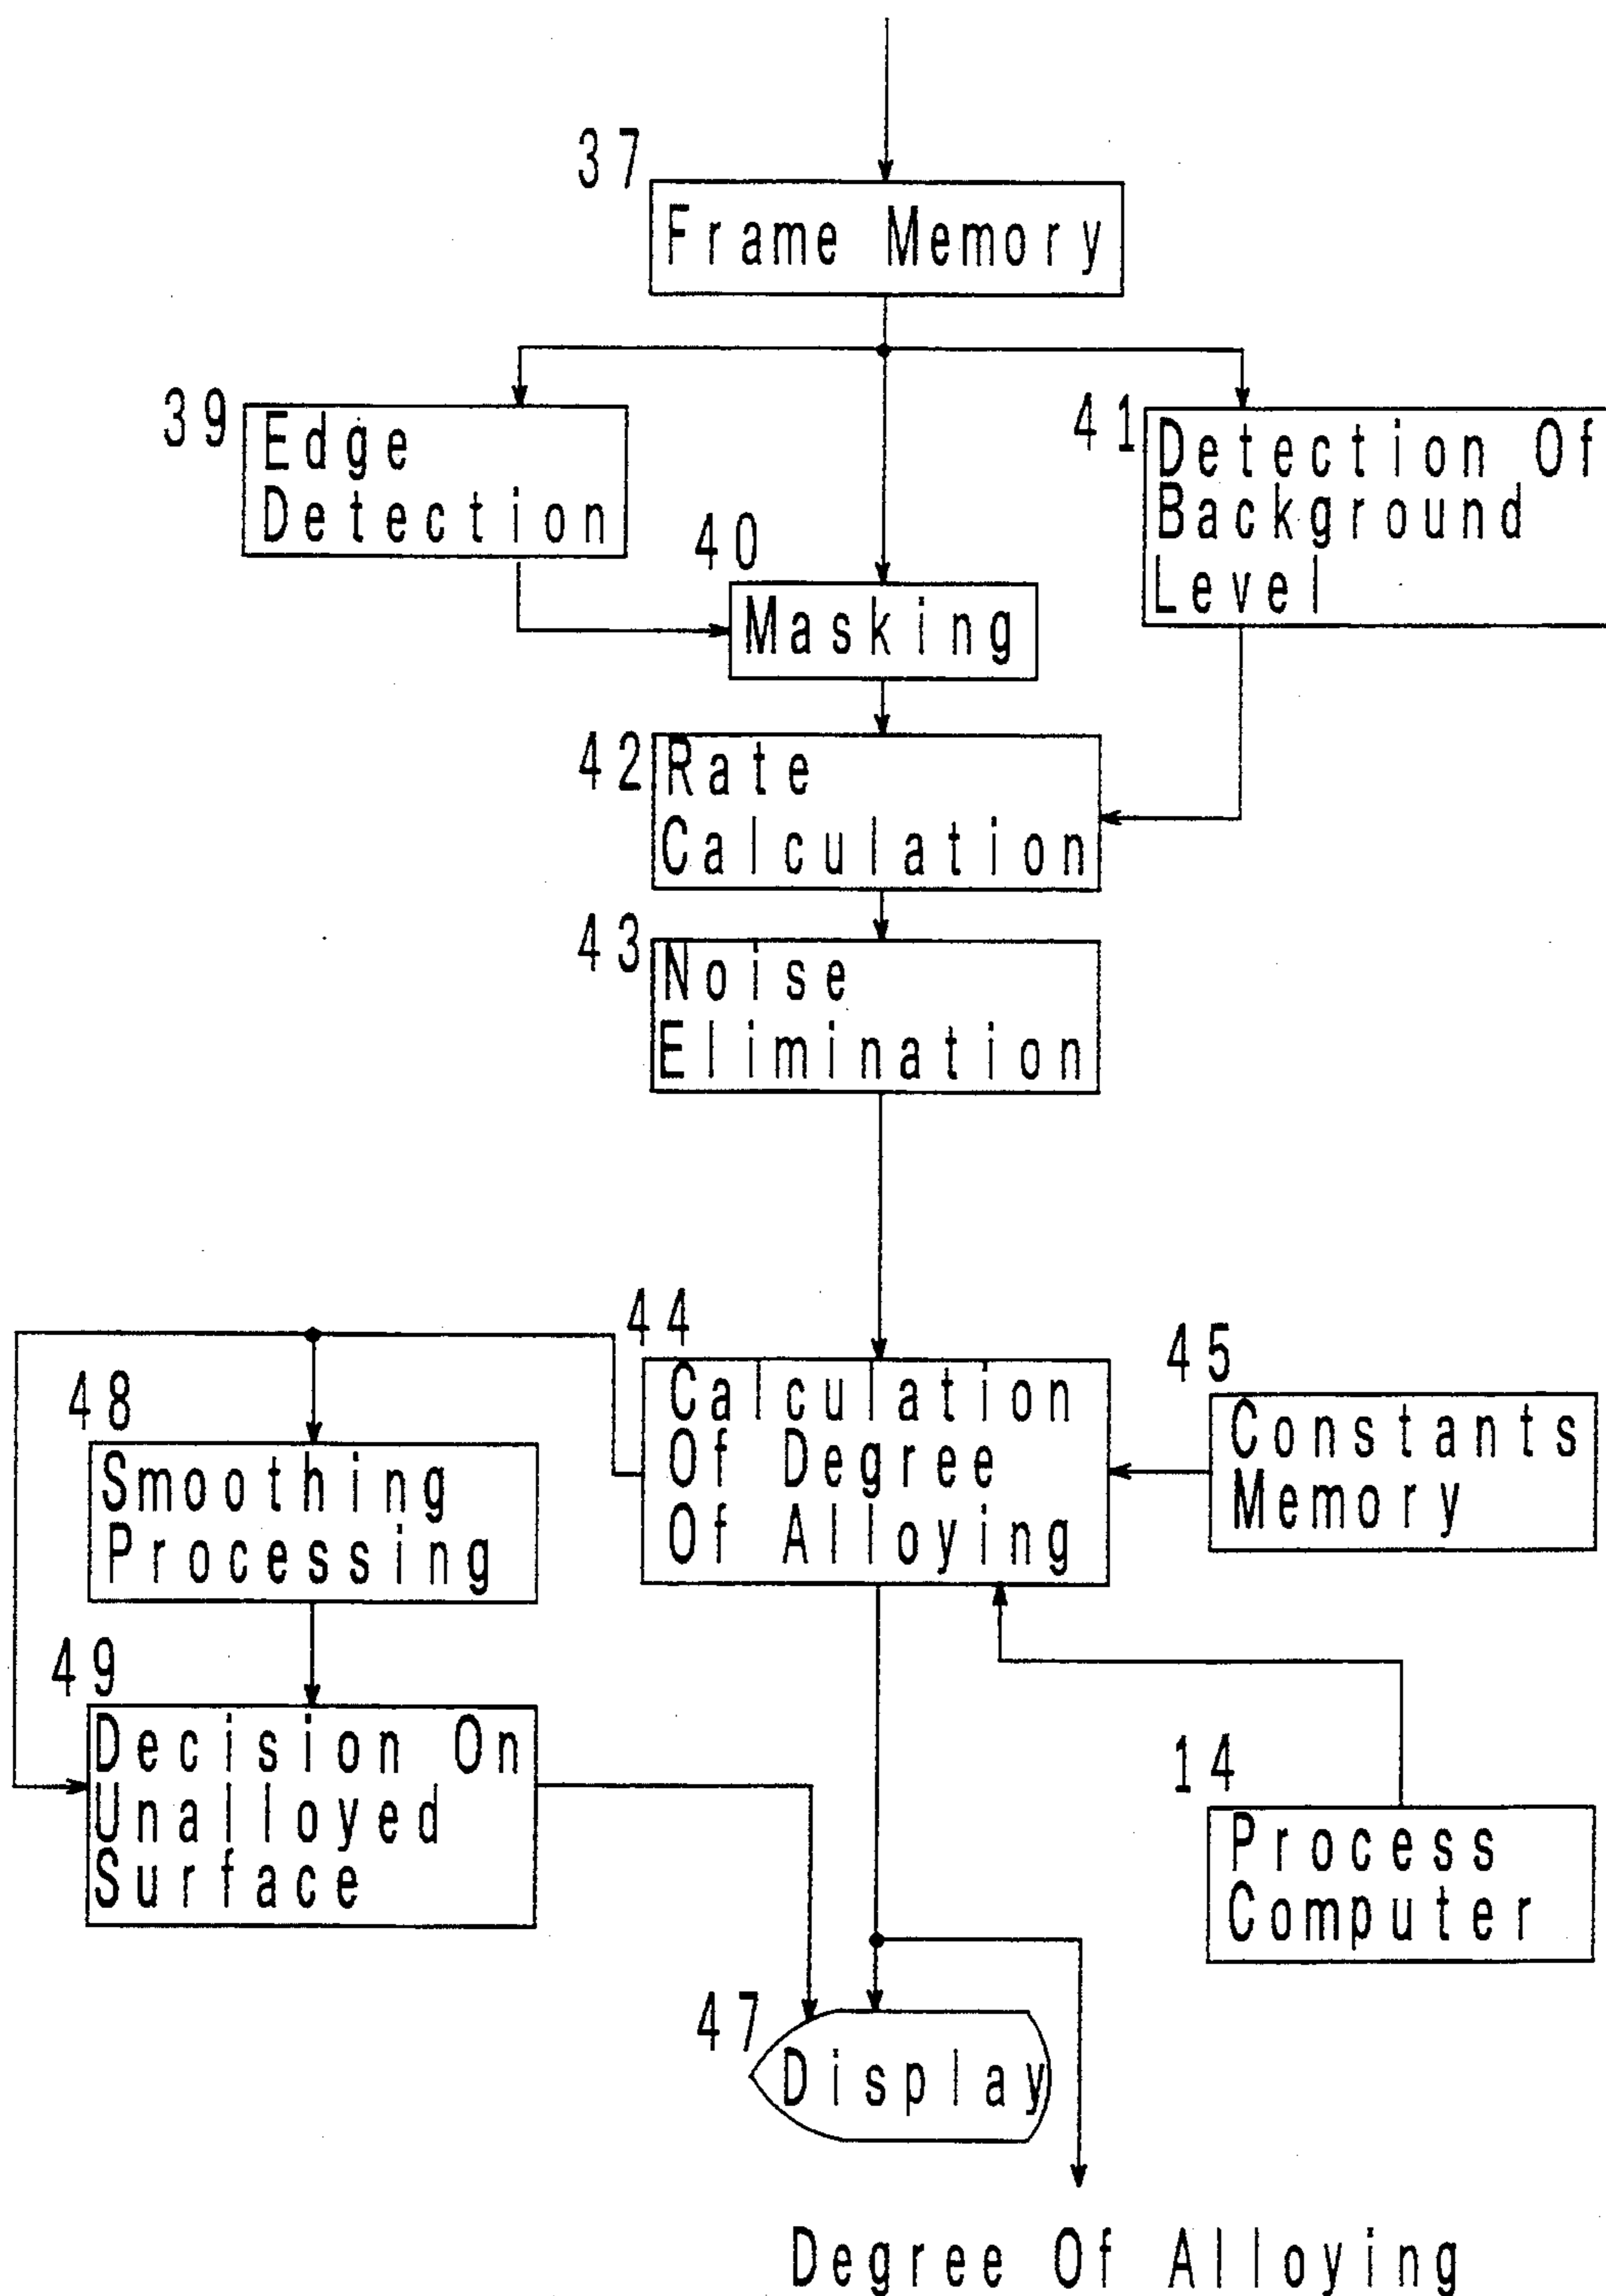 37
Frame Memory
39
Edge
Detection
41
Detection Of
Background
Level
40
Masking
42
Rate
Calculation
43
Noise
Elimination
44
Calculation
Of Degree
Of Alloying
45
Constants
Memory
48
Smoothing
Processing
49
Decision On
Unalloyed
Surface
14
Process
Computer
47
Display
Degree Of Alloying